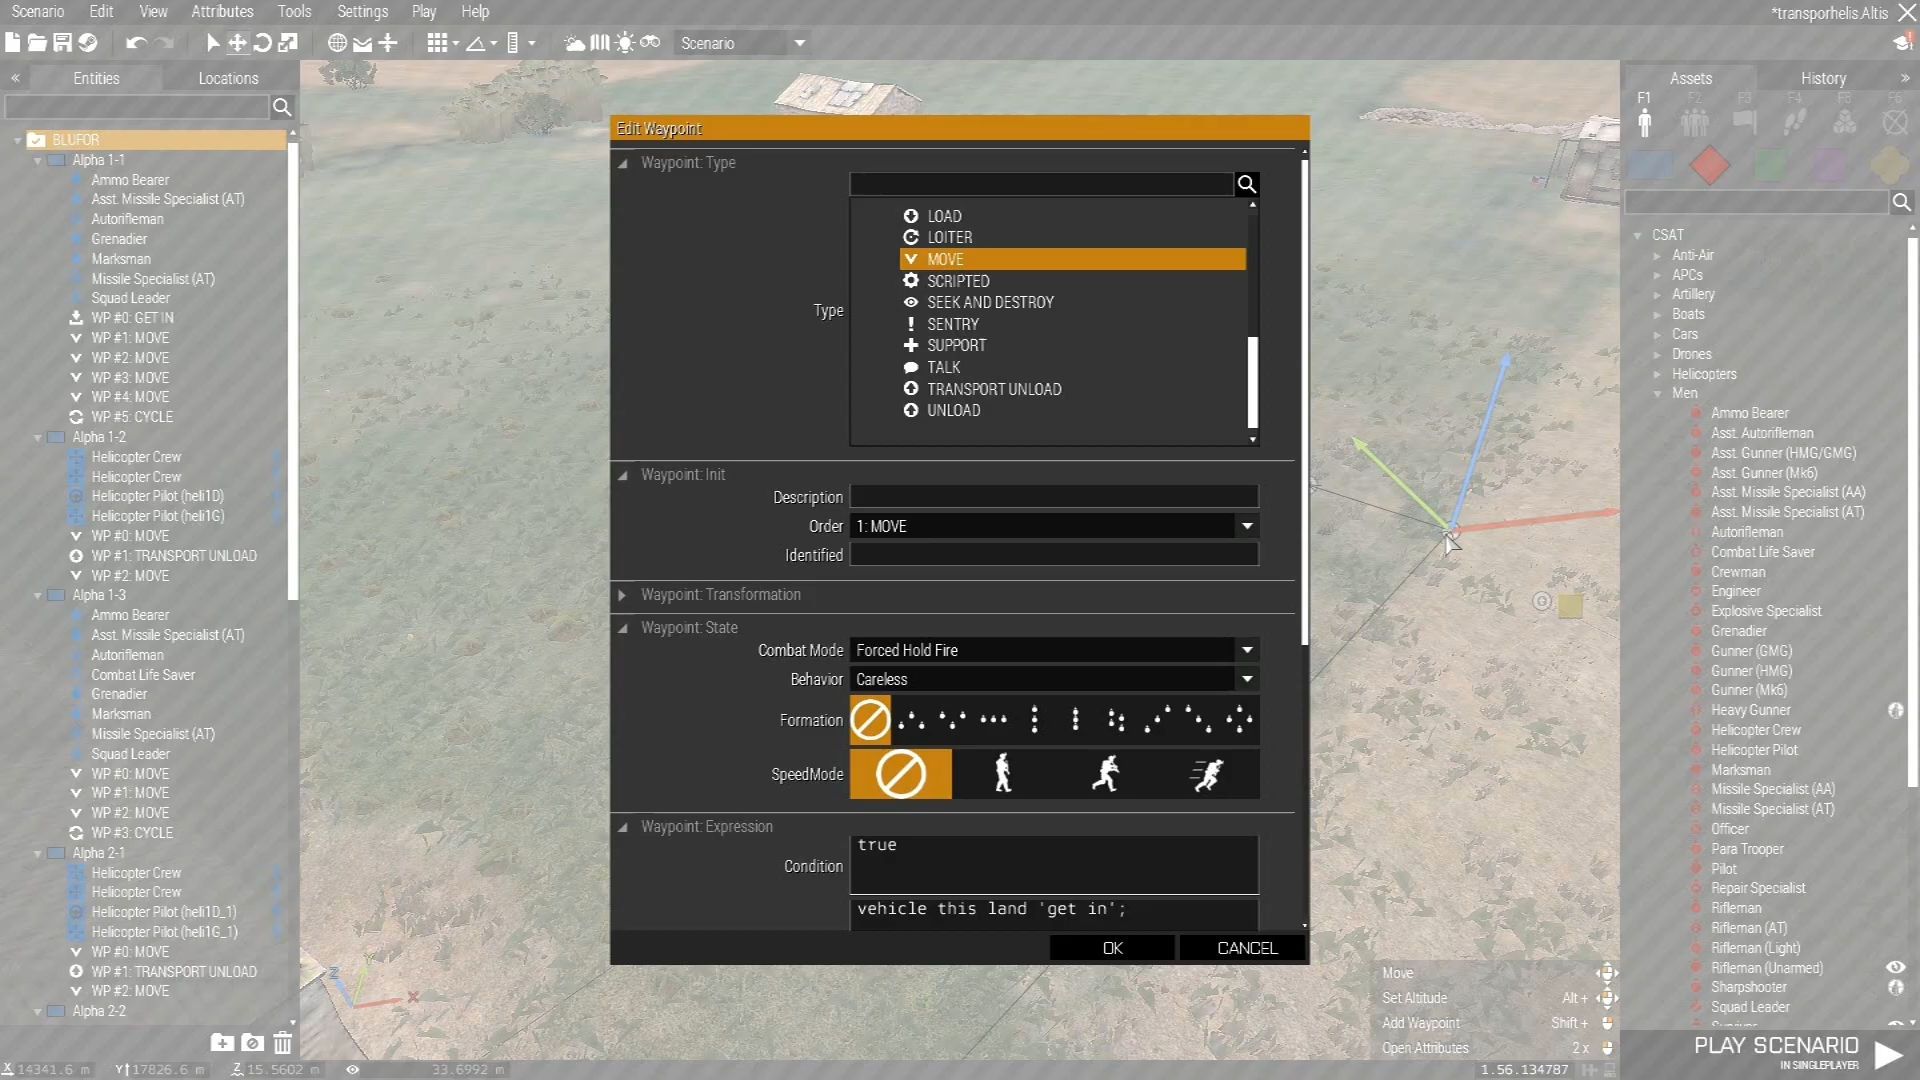 Scenario Edit View Attributes Tools Settings Play Help
*transporhelis.Altis
Scenario
Entities Locations
BLUFOR
Alpha 1-1
Ammo Bearer
Asst. Missile Specialist (AT)
Autorifleman
Grenadier
Marksman
Missile Specialist (AT)
Squad Leader
WP #0: GET IN
WP #1: MOVE
WP #2: MOVE
WP #3: MOVE
WP #4: MOVE
WP #5: CYCLE
Alpha 1-2
Helicopter Crew
Helicopter Crew
Helicopter Pilot (heli1D)
Helicopter Pilot (heli1G)
WP #0: MOVE
WP #1: TRANSPORT UNLOAD
WP #2: MOVE
Alpha 1-3
Ammo Bearer
Asst. Missile Specialist (AT)
Autorifleman
Combat Life Saver
Grenadier
Marksman
Missile Specialist (AT)
Squad Leader
WP #0: MOVE
WP #1: MOVE
WP #2: MOVE
WP #3: CYCLE
Alpha 2-1
Helicopter Crew
Helicopter Crew
Helicopter Pilot (heli1D_1)
Helicopter Pilot (heli1G_1)
WP #0: MOVE
WP #1: TRANSPORT UNLOAD
WP #2: MOVE
Alpha 2-2
X 14341.6 m Y 17826.6 m Z 15.5602 m 33.6992 m
Edit Waypoint
Waypoint: Type
LOAD
LOITER
MOVE
SCRIPTED
SEEK AND DESTROY
Type
SENTRY
SUPPORT
TALK
TRANSPORT UNLOAD
UNLOAD
Waypoint: Init
Description
Order 1: MOVE
Identified
Waypoint: Transformation
Waypoint: State
Combat Mode Forced Hold Fire
Behavior Careless
Formation
SpeedMode
Waypoint: Expression
true
Condition
vehicle this land 'get in';
OK CANCEL
X
Move
Set Altitude Alt +
Add Waypoint Shift +
Open Attributes 2 x
1.56.134787
Assets History
F1 F2 F3 F4 F5 F6
CSAT
Anti-Air
APCs
Artillery
Boats
Cars
Drones
Helicopters
Men
Ammo Bearer
Asst. Autorifleman
Asst. Gunner (HMG/GMG)
Asst. Gunner (Mk6)
Asst. Missile Specialist (AA)
Asst. Missile Specialist (AT)
Autorifleman
Combat Life Saver
Crewman
Engineer
Explosive Specialist
Grenadier
Gunner (GMG)
Gunner (HMG)
Gunner (Mk6)
Heavy Gunner
Helicopter Crew
Helicopter Pilot
Marksman
Missile Specialist (AA)
Missile Specialist (AT)
Officer
Para Trooper
Pilot
Repair Specialist
Rifleman
Rifleman (AT)
Rifleman (Light)
Rifleman (Unarmed)
Sharpshooter
Squad Leader
PLAY SCENARIO
IN SINGLEPLAYER